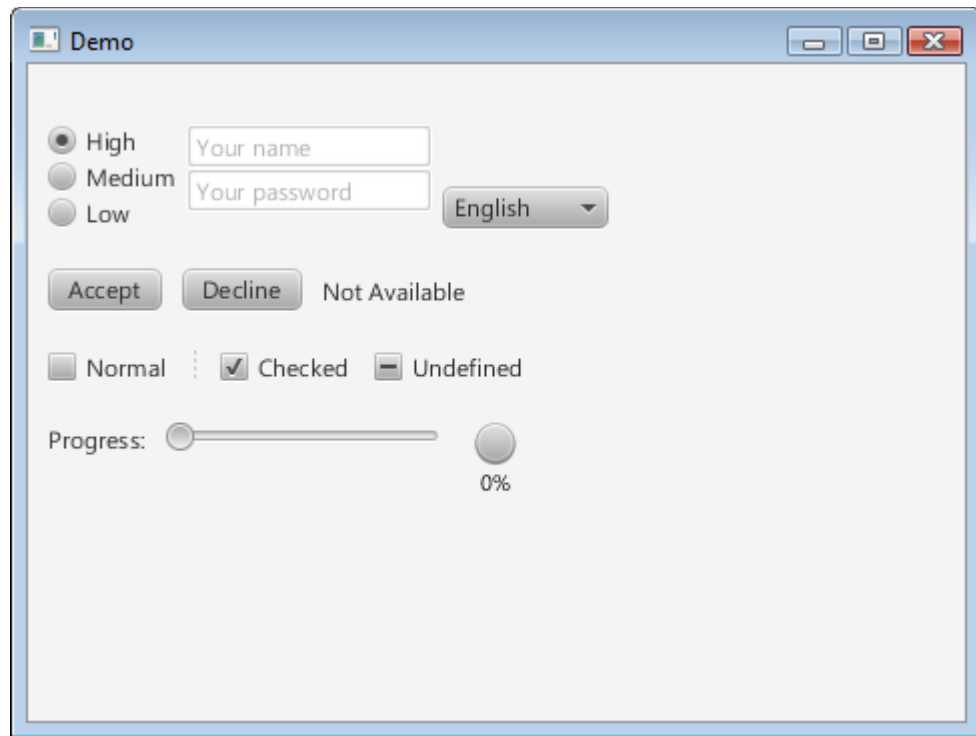 Demo
High
Your name
Medium
Your password
Low
English
Accept Decline Not Available
Normal Checked Undefined
Progress:
0%